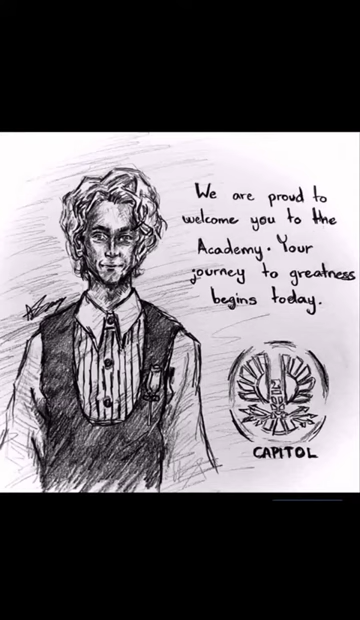 We are proud to
welcome you to the
Academy. Your
journey to greatness
begins today.
CAPITOL